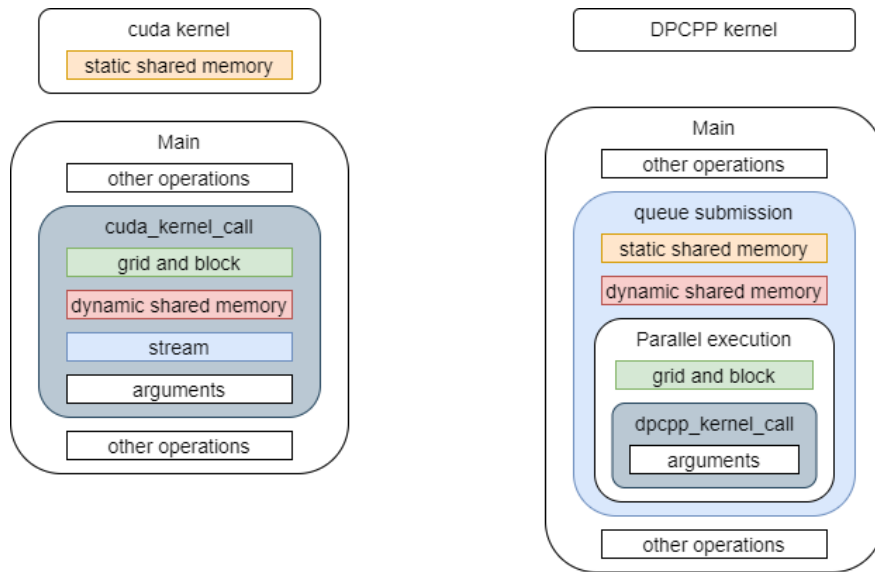 cuda kernel
static shared memory
Main
other operations
cuda_kernel_call
grid and block
dynamic shared memory
stream
arguments
other operations
DPCPP kernel
Main
other operations
queue submission
static shared memory
dynamic shared memory
Parallel execution
grid and block
dpcpp_kernel_call
arguments
other operations